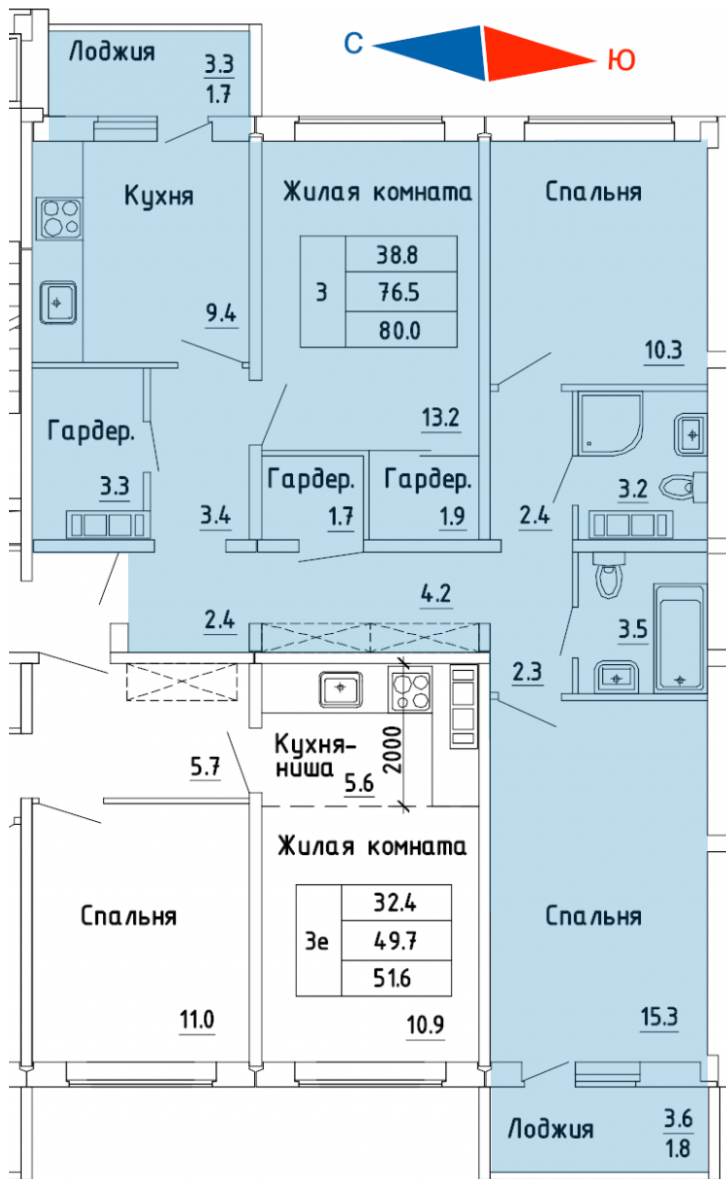 С
Ю
Лоджия
3.3
1.7
Кухня
9.4
Жилая комната
3
38.8
76.5
80.0
13.2
Спальня
10.3
Гардер.
3.3
3.4
Гардер.
1.7
Гардер.
1.9
2.4
3.2
2.4
4.2
3.5
2.3
5.7
Кухня-
ниша
5.6
2000
Жилая комната
3е
32.4
49.7
51.6
10.9
Спальня
11.0
Спальня
15.3
Лоджия
3.6
1.8